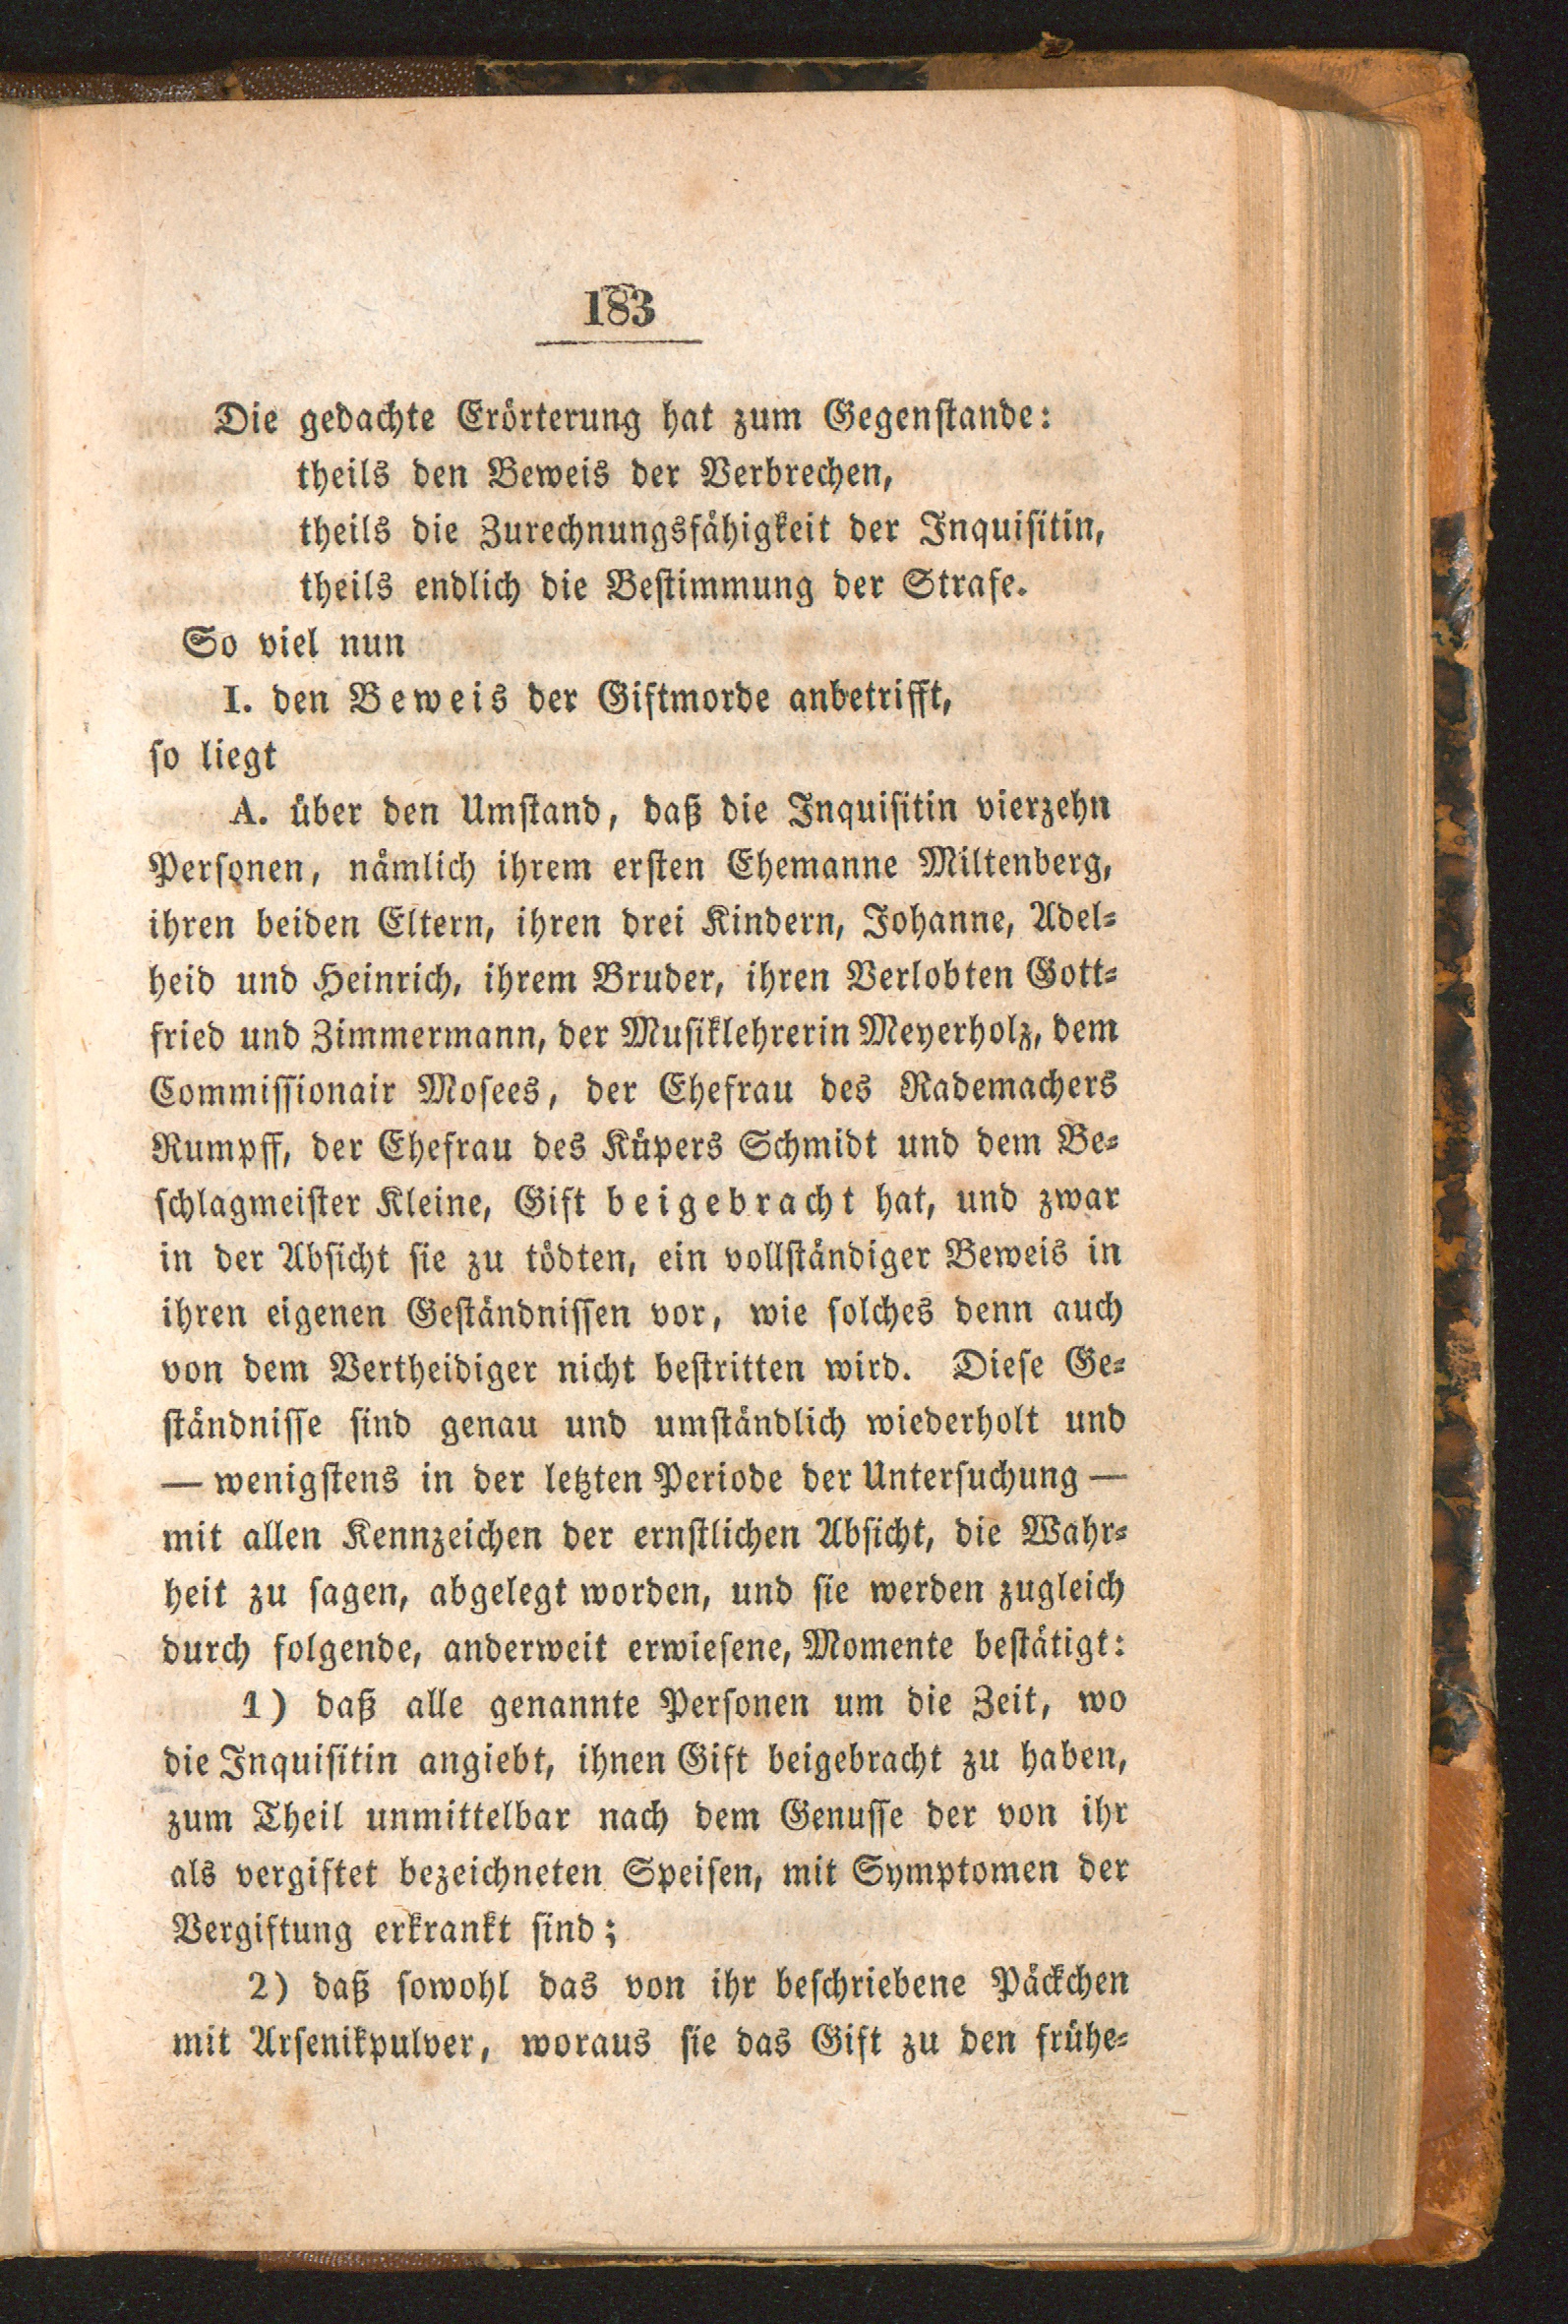 183
Die gedachte Erörterung hat zum Gegenstande:
theils den Beweis der Verbrechen,
theils die Zurechnungsfähigkeit der Inquisitin,
theils endlich die Bestimmung der Strafe.
So viel nun
I. den Beweis der Giftmorde anbetrifft,
so liegt
A. über den Umstand, daß die Inquisitin vierzehn
Personen, nämlich ihrem ersten Ehemanne Miltenberg,
ihren beiden Eltern, ihren drei Kindern, Johanne, Adel-
heid und Heinrich, ihrem Bruder, ihren Verlobten Gott-
fried und Zimmermann, der Musiklehrerin Meyerholz, dem
Commissionair Mosees, der Ehefrau des Rademachers
Rumpff, der Ehefrau des Küpers Schmidt und dem Be-
schlagmeister Kleine, Gift beigebracht hat, und zwar
in der Absicht sie zu tödten, ein vollständiger Beweis in
ihren eigenen Geständnissen vor, wie solches denn auch
von dem Vertheidiger nicht bestritten wird. Diese Ge-
ständnisse sind genau und umständlich wiederholt und
— wenigstens in der letzten Periode der Untersuchung —
mit allen Kennzeichen der ernstlichen Absicht, die Wahr-
heit zu sagen, abgelegt worden, und sie werden zugleich
durch folgende, anderweit erwiesene, Momente bestätigt:
1) daß alle genannte Personen um die Zeit, wo
die Inquisitin angiebt, ihnen Gift beigebracht zu haben,
zum Theil unmittelbar nach dem Genusse der von ihr
als vergiftet bezeichneten Speisen, mit Symptomen der
Vergiftung erkrankt sind;
2) daß sowohl das von ihr beschriebene Päckchen
mit Arsenikpulver, woraus sie das Gift zu den frühe-